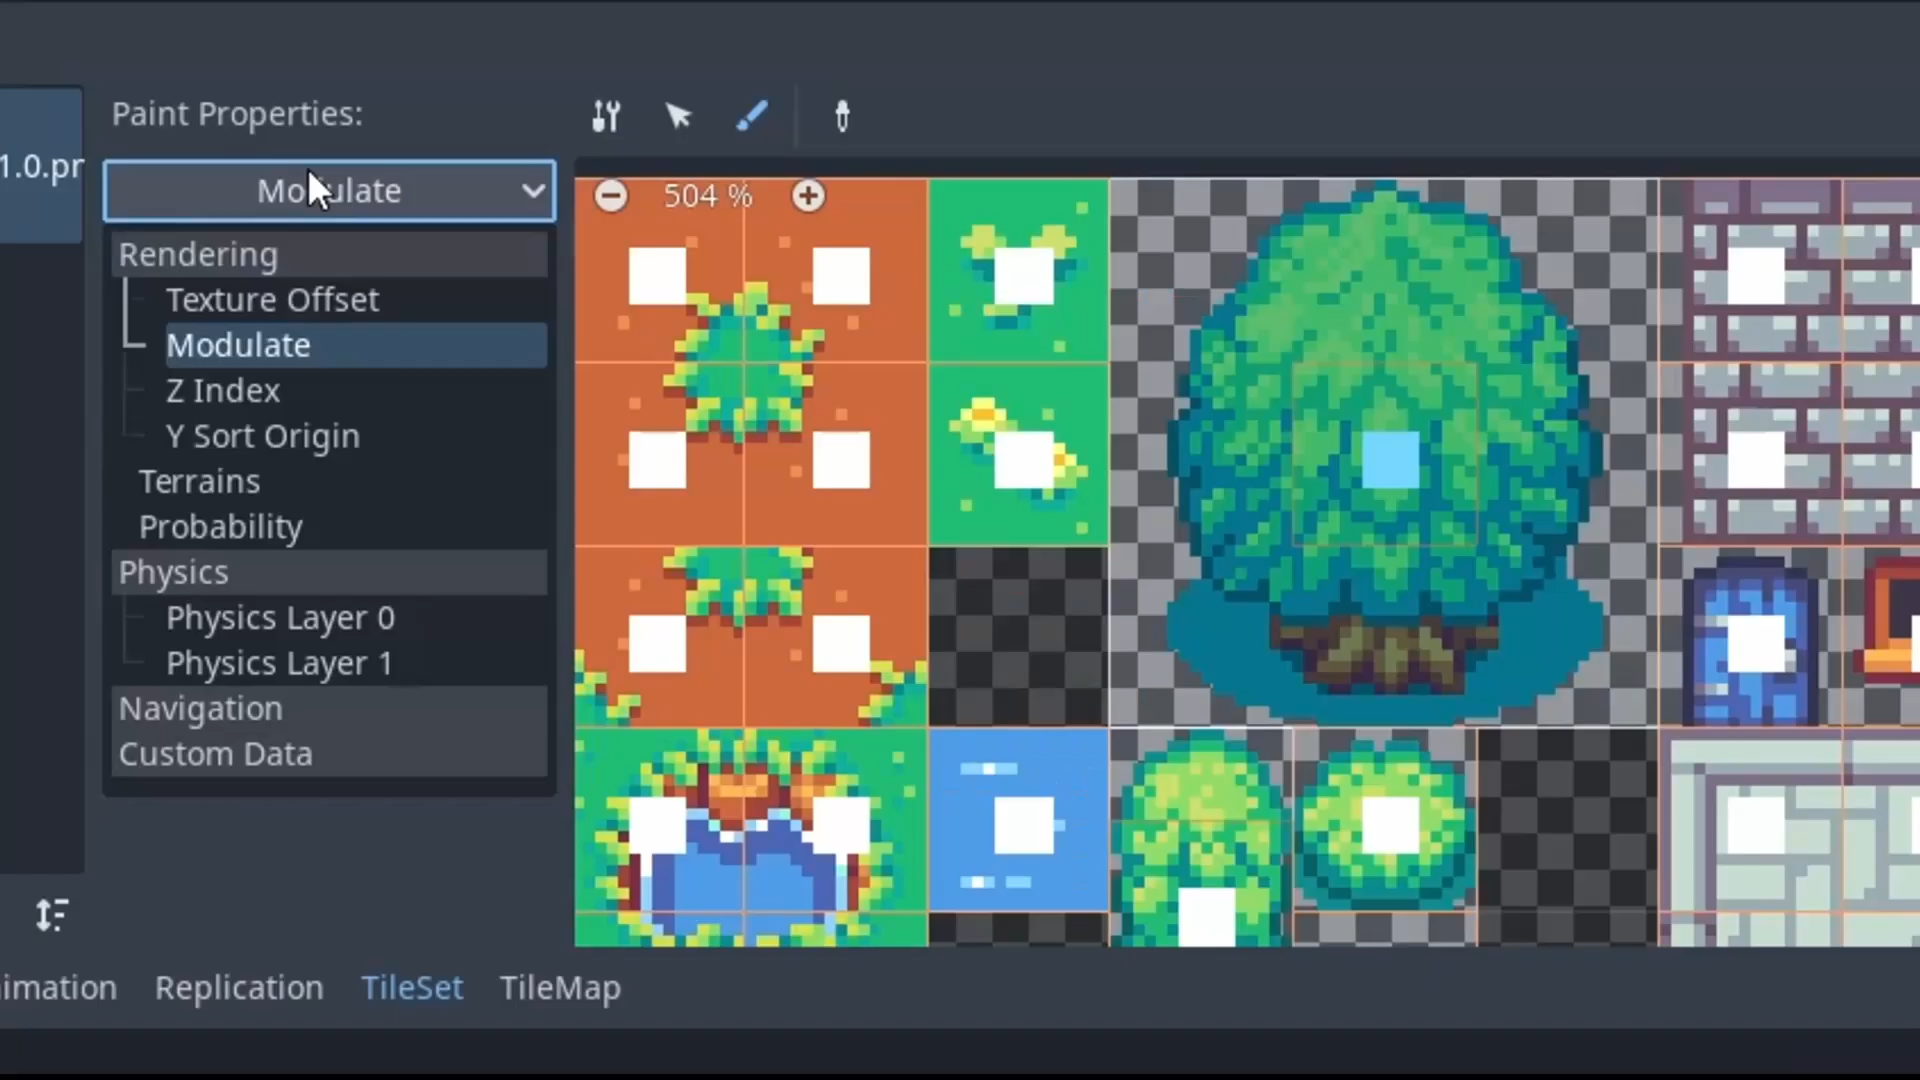 Paint Properties:
1.0.pr
Modulate
504 %
Rendering
Texture Offset
Modulate
Z Index
Y Sort Origin
Terrains
Probability
Physics
Physics Layer 0
Physics Layer 1
Navigation
Custom Data
imation Replication TileSet TileMap